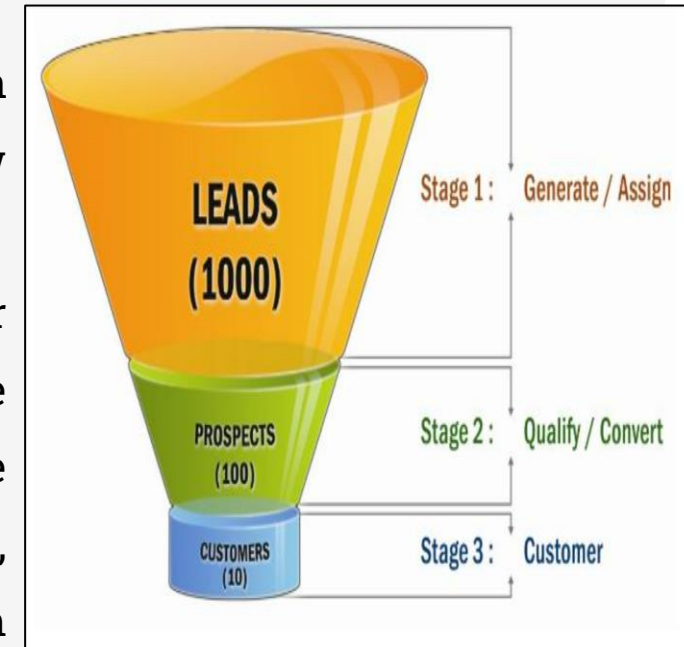 LEADS
(1000)
Stage 1 : Generate / Assign
PROSPECTS
(100)
Stage 2 : Qualify / Convert
CUSTOMERS
(10)
Stage 3 : Customer